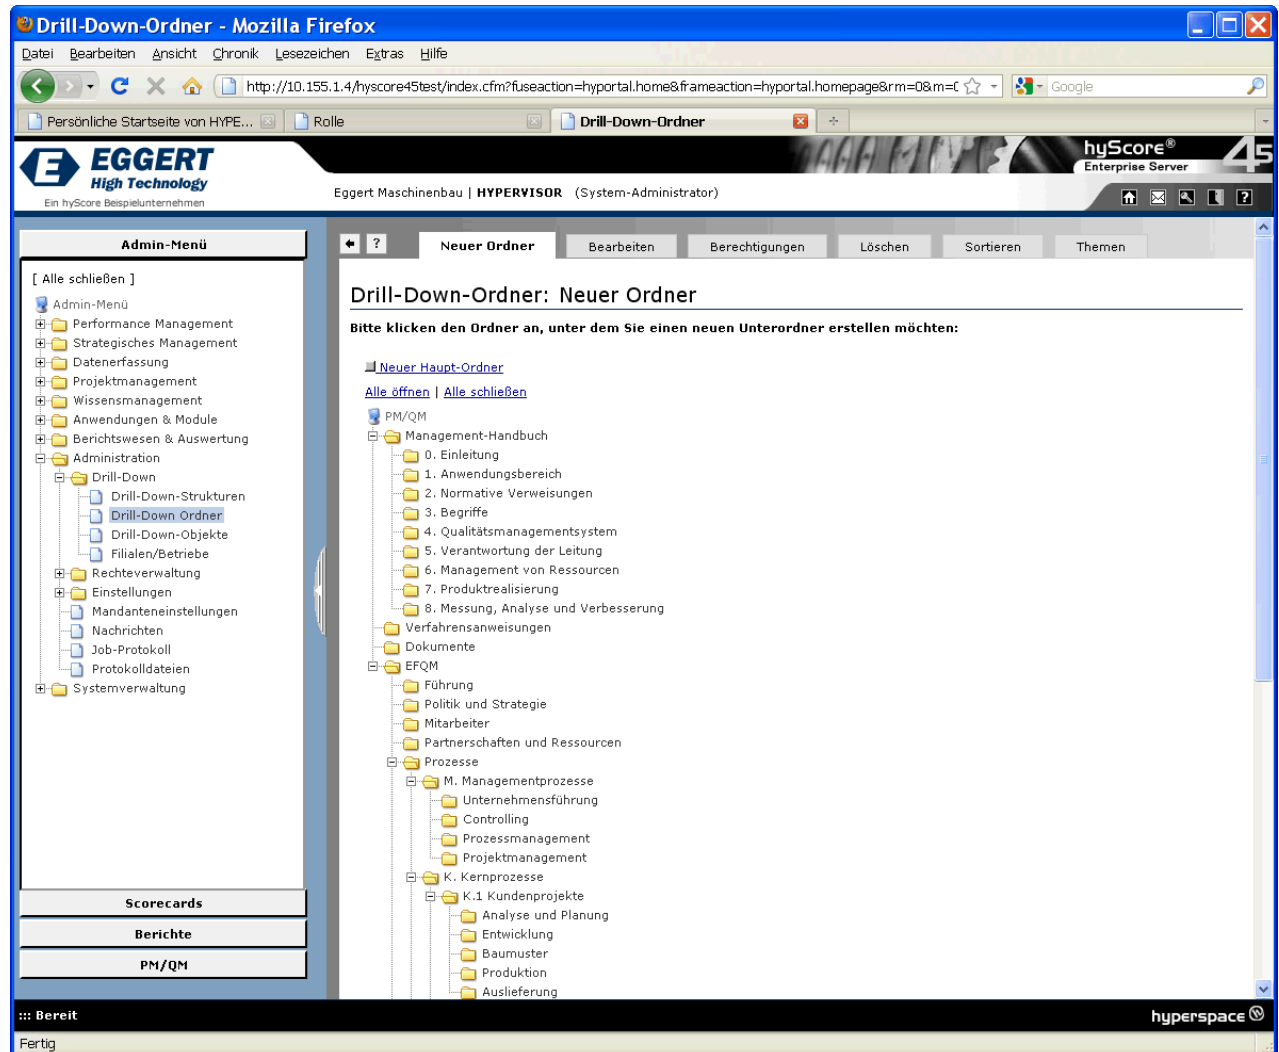 Drill-Down-Ordner - Mozilla Firefox
Datei Bearbeiten Ansicht Chronik Lesezeichen Extras Hilfe
http://10.155.1.4/hyscore45test/index.cfm?fuseaction=hyportal.home&frameaction=hyportal.homepage&rm=0&m=
Google
Persönliche Startseite von HYPE... Rolle Drill-Down-Ordner
EGGERT
High Technology
Ein hyScore Beispielunternehmen
hyScore® 45
Enterprise Server
Eggert Maschinenbau | HYPERVISOR (System-Administrator)
Admin-Menü
[ Alle schließen ]
Admin-Menü
Performance Management
Strategisches Management
Datenerfassung
Projektmanagement
Wissensmanagement
Anwendungen & Module
Berichtswesen & Auswertung
Administration
Drill-Down
Drill-Down-Strukturen
Drill-Down Ordner
Drill-Down-Objekte
Filialen/Betriebe
Rechteverwaltung
Einstellungen
Mandanteneinstellungen
Nachrichten
Job-Protokoll
Protokolldateien
Systemverwaltung
Scorecards
Berichte
PM/QM
? Neuer Ordner Bearbeiten Berechtigungen Löschen Sortieren Themen
Drill-Down-Ordner: Neuer Ordner
Bitte klicken den Ordner an, unter dem Sie einen neuen Unterordner erstellen möchten:
Neuer Haupt-Ordner
Alle öffnen | Alle schließen
PM/QM
Management-Handbuch
0. Einleitung
1. Anwendungsbereich
2. Normative Verweisungen
3. Begriffe
4. Qualitätsmanagementsystem
5. Verantwortung der Leitung
6. Management von Ressourcen
7. Produktrealisierung
8. Messung, Analyse und Verbesserung
Verfahrensanweisungen
Dokumente
EFQM
Führung
Politik und Strategie
Mitarbeiter
Partnerschaften und Ressourcen
Prozesse
M. Managementprozesse
Unternehmensführung
Controlling
Prozessmanagement
Projektmanagement
K. Kernprozesse
K.1 Kundenprojekte
Analyse und Planung
Entwicklung
Baumuster
Produktion
Auslieferung
::: Bereit
hyperspace
Fertig